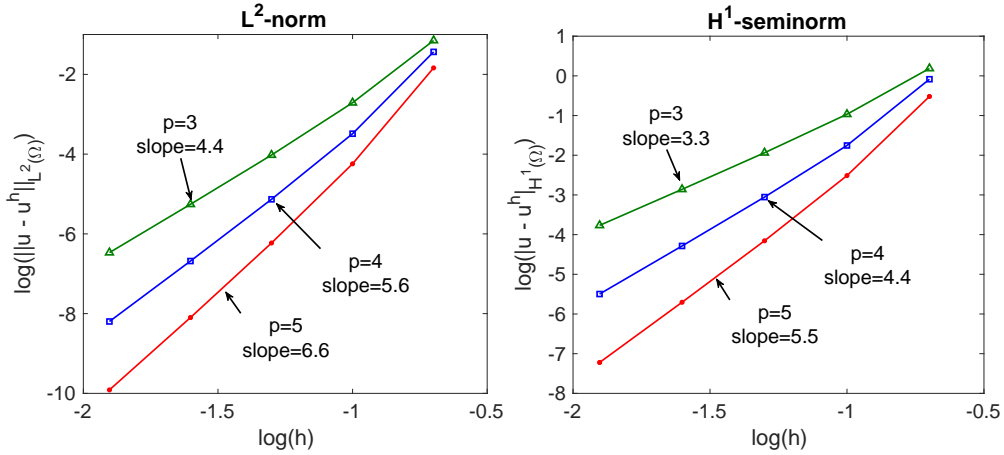 L²-norm
log(||u - u^h||_{L²(Ω)})
-2
-4
-6
-8
-10
p=3
slope=4.4
p=4
slope=5.6
p=5
slope=6.6
-2
-1.5
-1
-0.5
log(h)
H¹-seminorm
log(|u - u^h|_{H¹(Ω)})
1
0
-1
-2
-3
-4
-5
-6
-7
-8
p=3
slope=3.3
p=4
slope=4.4
p=5
slope=5.5
-2
-1.5
-1
-0.5
log(h)